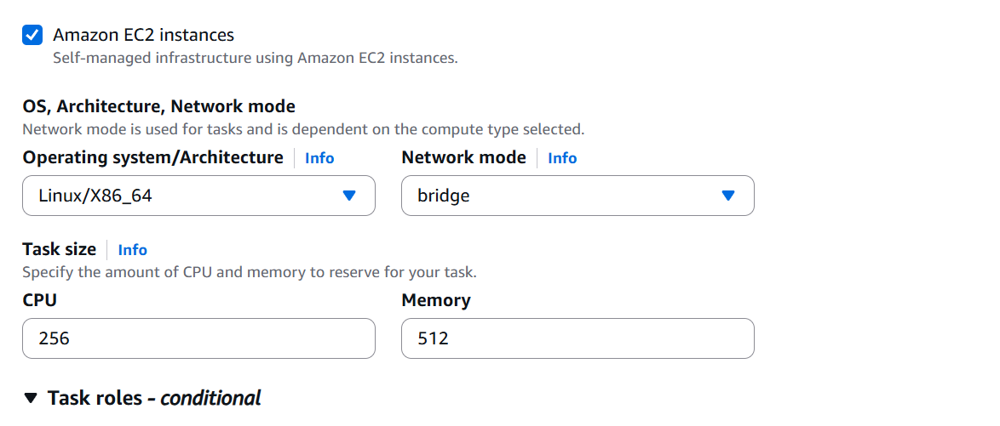 Amazon EC2 instances
Self-managed infrastructure using Amazon EC2 instances.
OS, Architecture, Network mode
Network mode is used for tasks and is dependent on the compute type selected.
Operating system/Architecture Info Network mode Info
Linux/X86_64 bridge
Task size Info
Specify the amount of CPU and memory to reserve for your task.
CPU Memory
256 512
Task roles - conditional